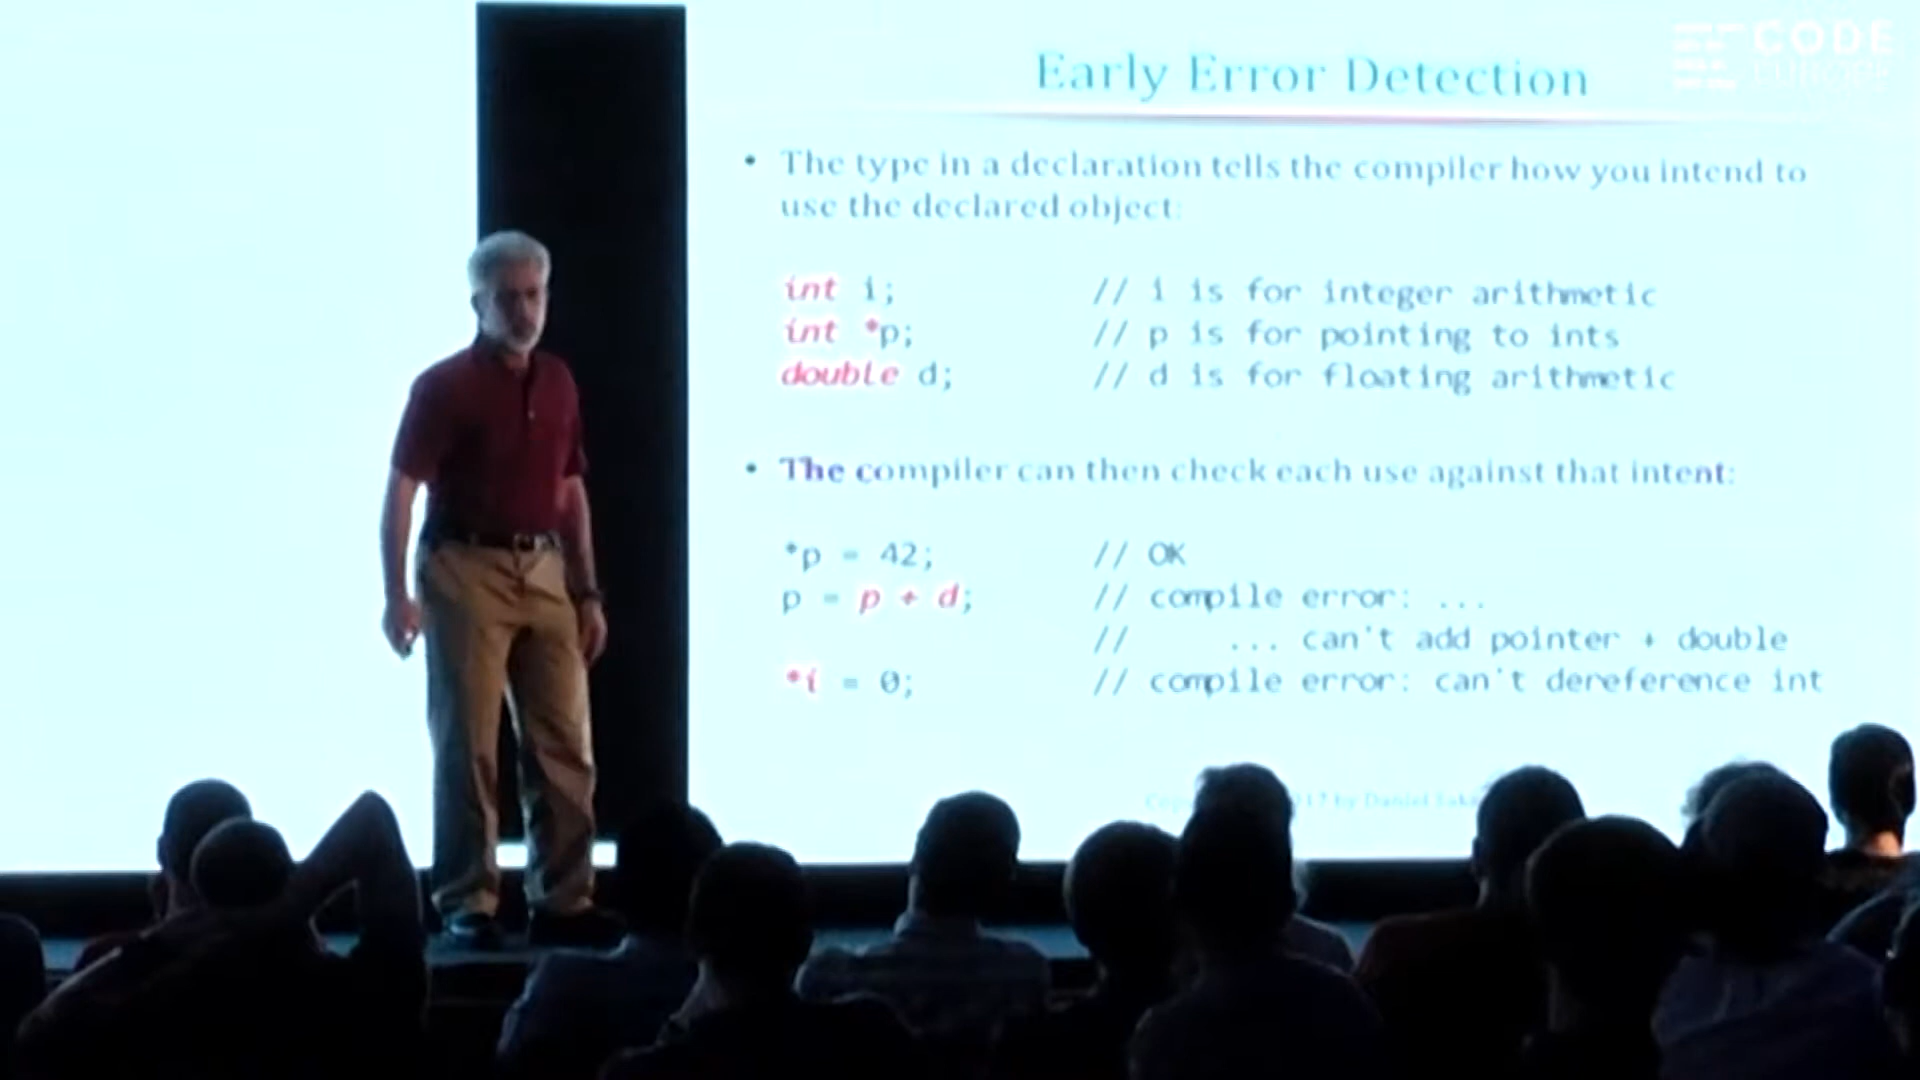 CODE
EUROPE
Early Error Detection
• The type in a declaration tells the compiler how you intend to
use the declared object:
int i; // i is for integer arithmetic
int *p; // p is for pointing to ints
double d; // d is for floating arithmetic
• The compiler can then check each use against that intent:
*p = 42; // OK
p = p + d; // compile error: ...
// ... can't add pointer + double
*i = 0; // compile error: can't dereference int
by Daniel